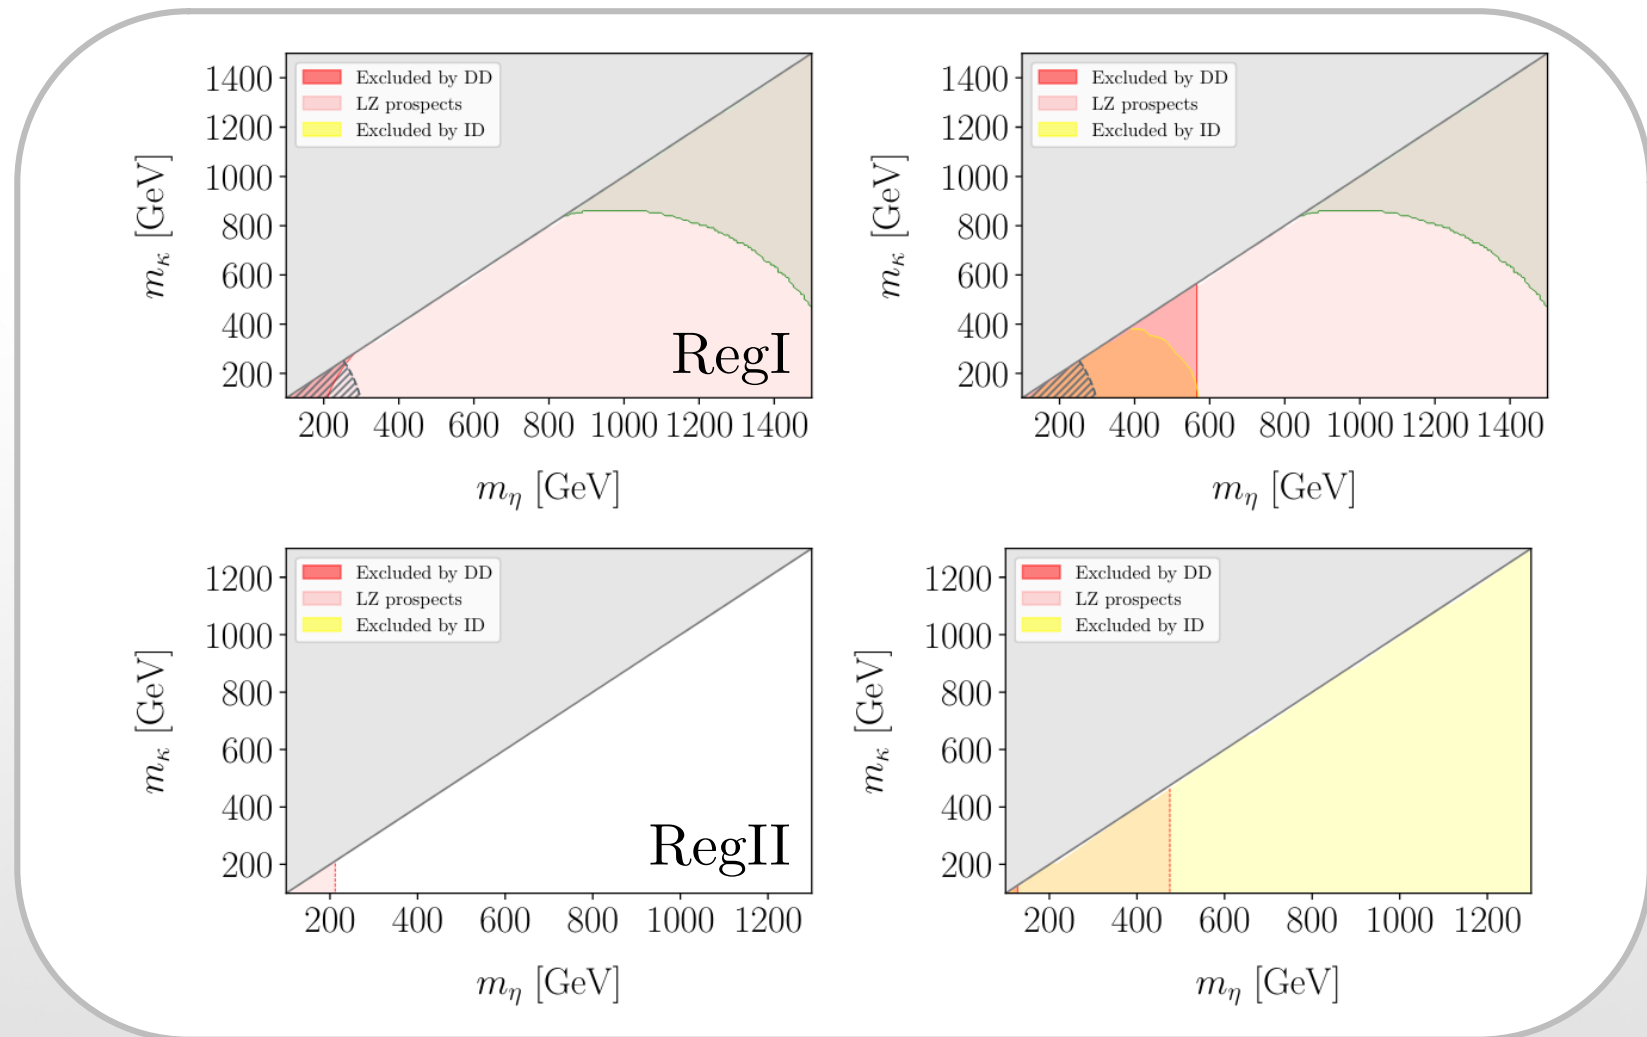 1400
1200
1000
800
600
400
200
m_κ [GeV]
Excluded by DD
LZ prospects
Excluded by ID
RegI
200 400 600 800 1000 1200 1400
m_η [GeV]
1400
1200
1000
800
600
400
200
m_κ [GeV]
Excluded by DD
LZ prospects
Excluded by ID
200 400 600 800 1000 1200 1400
m_η [GeV]
1200
1000
800
600
400
200
m_κ [GeV]
Excluded by DD
LZ prospects
Excluded by ID
RegII
200 400 600 800 1000 1200
m_η [GeV]
1200
1000
800
600
400
200
m_κ [GeV]
Excluded by DD
LZ prospects
Excluded by ID
200 400 600 800 1000 1200
m_η [GeV]